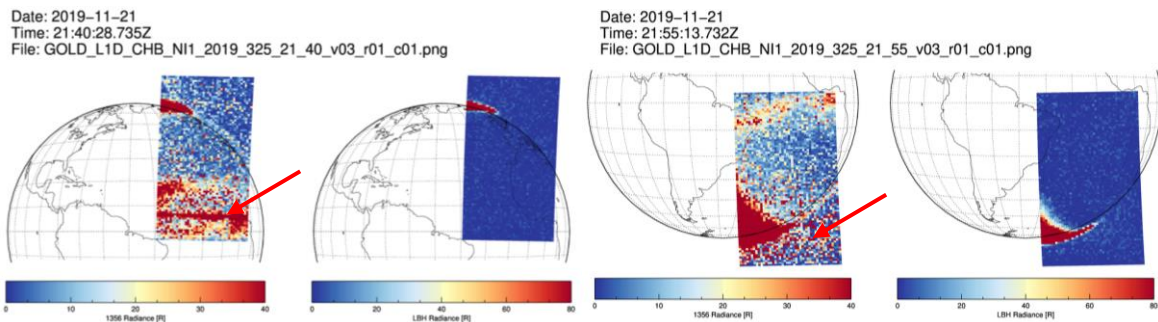 Date: 2019-11-21
Time: 21:40:28.735Z
File: GOLD_L1D_CHB_NI1_2019_325_21_40_v03_r01_c01.png
Date: 2019-11-21
Time: 21:55:13.732Z
File: GOLD_L1D_CHB_NI1_2019_325_21_55_v03_r01_c01.png
0 10 20 30 40
1356 Radiance [R]
0 20 40 60 80
LBH Radiance [R]
0 10 20 30 40
1356 Radiance [R]
0 20 40 60 80
LBH Radiance [R]